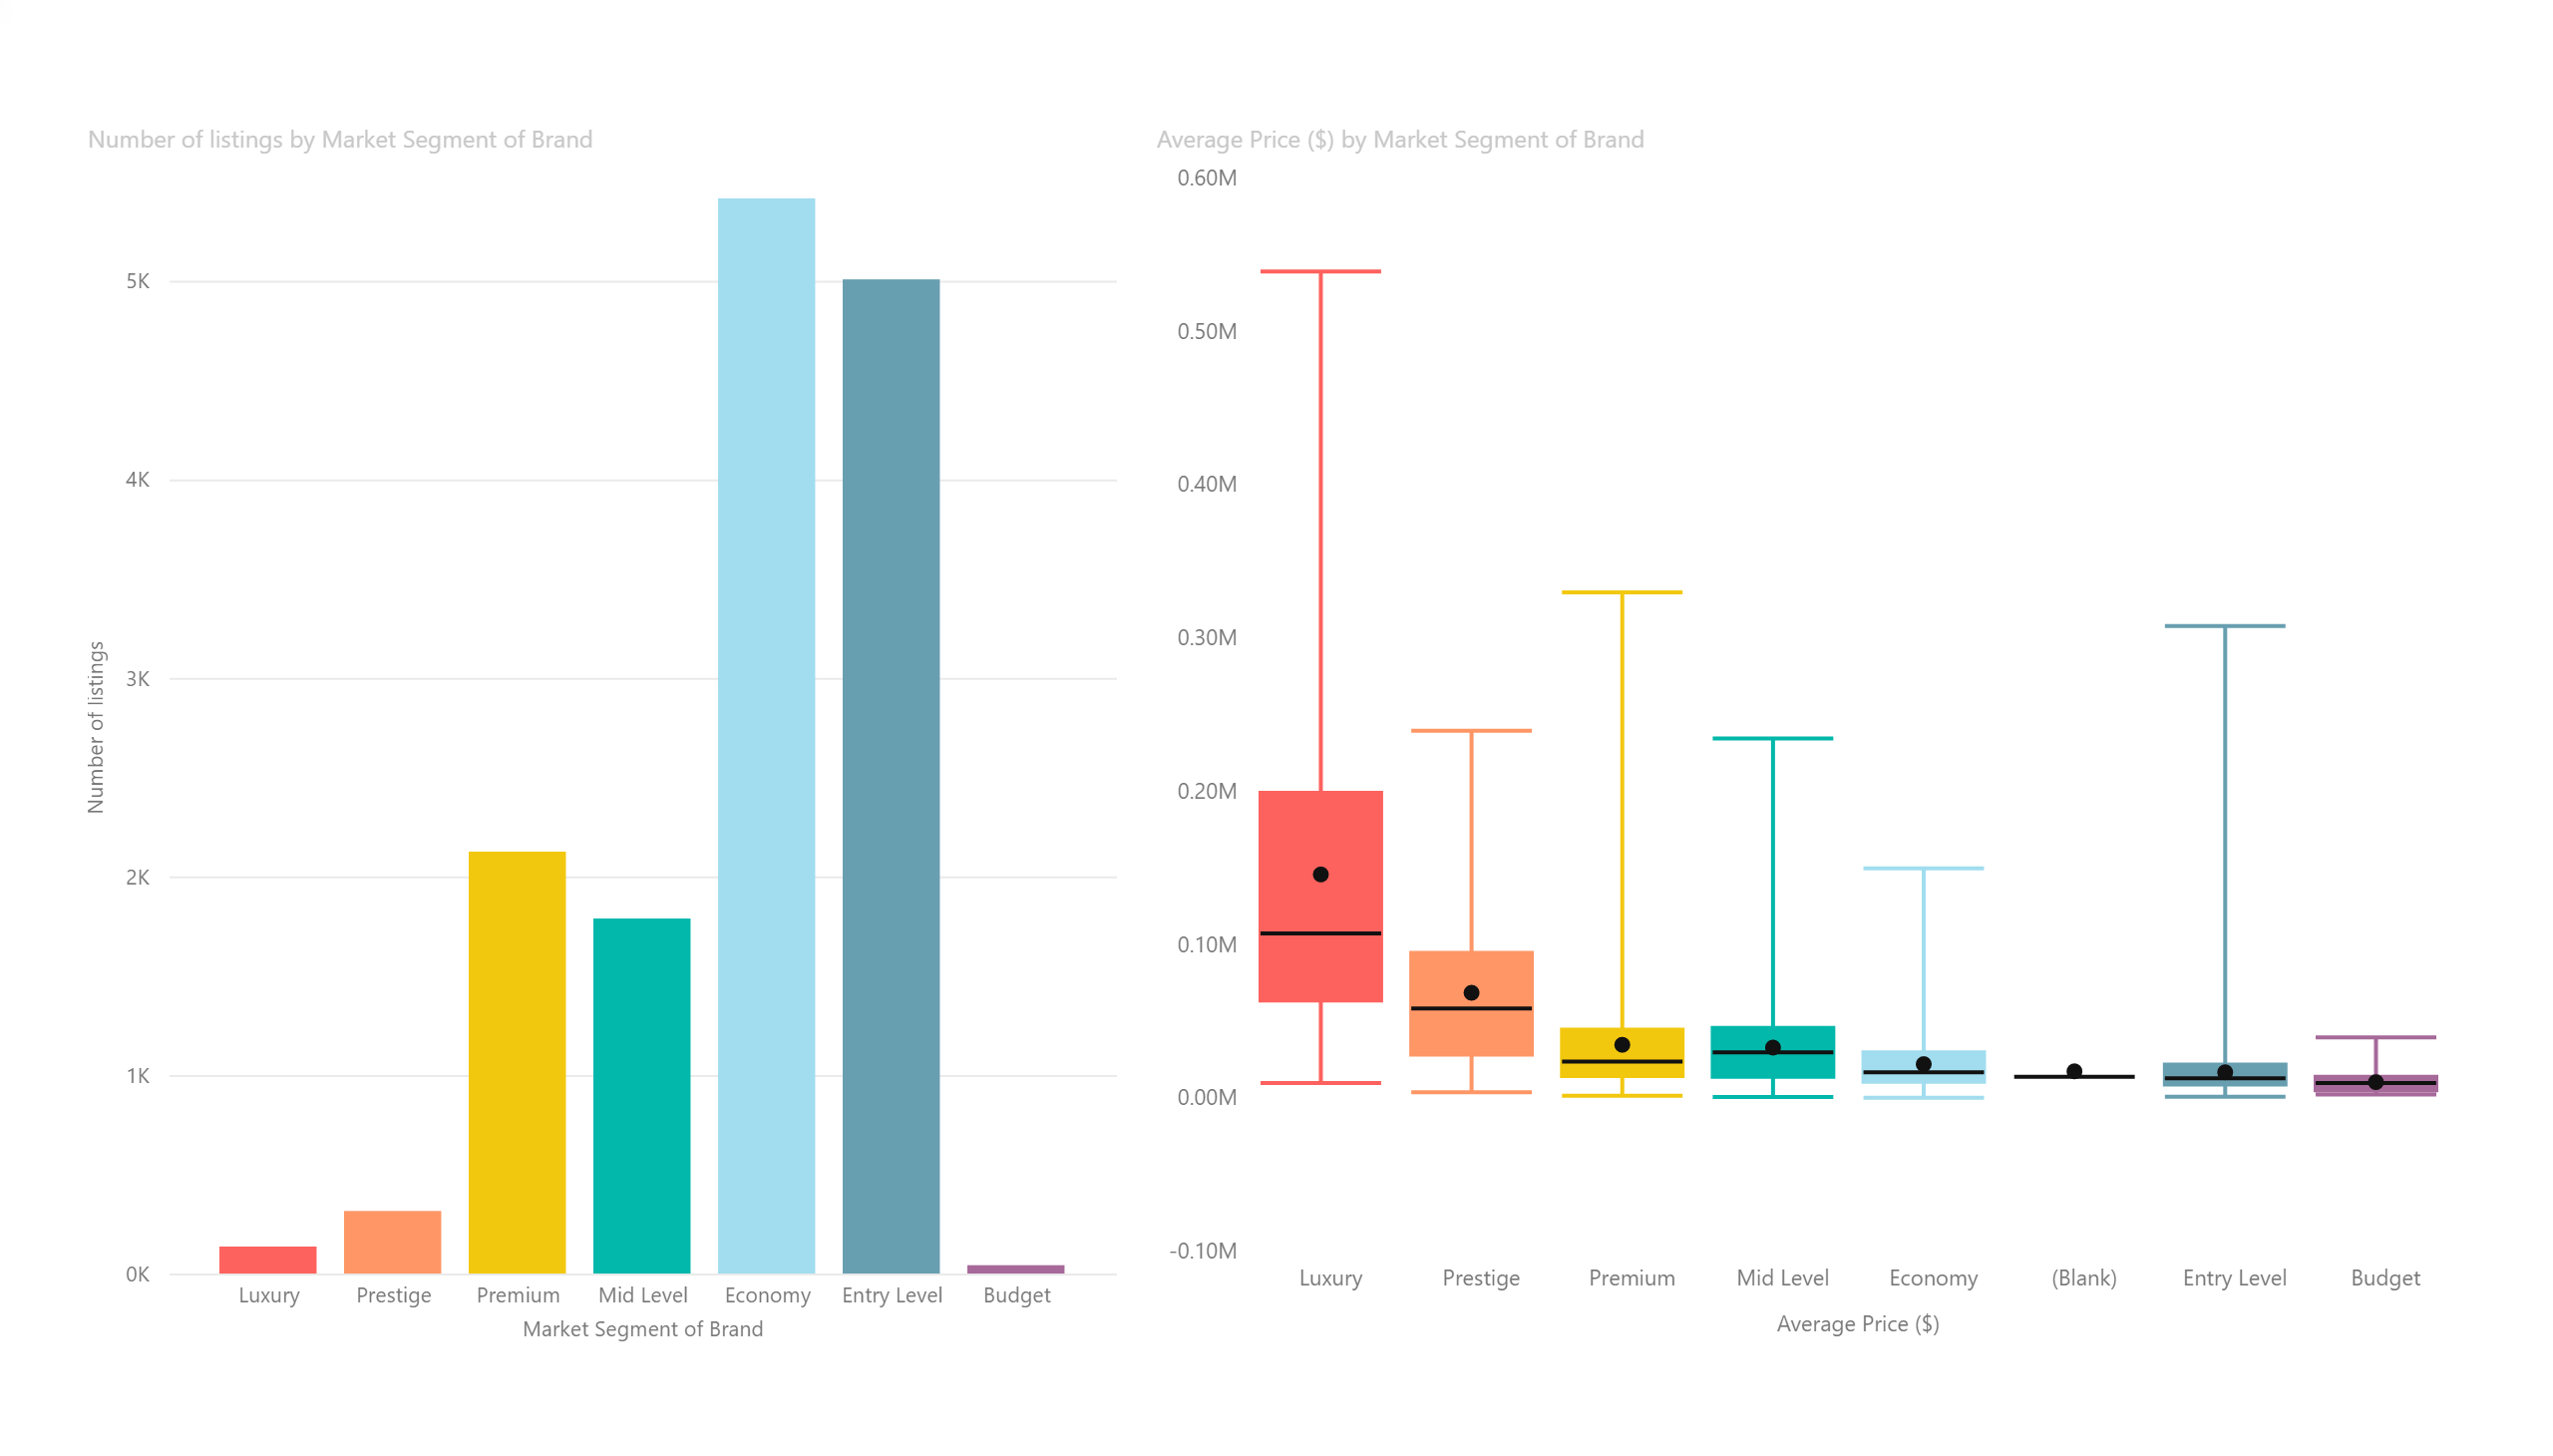 Number of listings by Market Segment of Brand
5K
4K
3K
2K
1K
0K
Number of listings
Luxury Prestige Premium Mid Level Economy Entry Level Budget
Market Segment of Brand
Average Price ($) by Market Segment of Brand
0.60M
0.50M
0.40M
0.30M
0.20M
0.10M
0.00M
-0.10M
Luxury Prestige Premium Mid Level Economy (Blank) Entry Level Budget
Average Price ($)